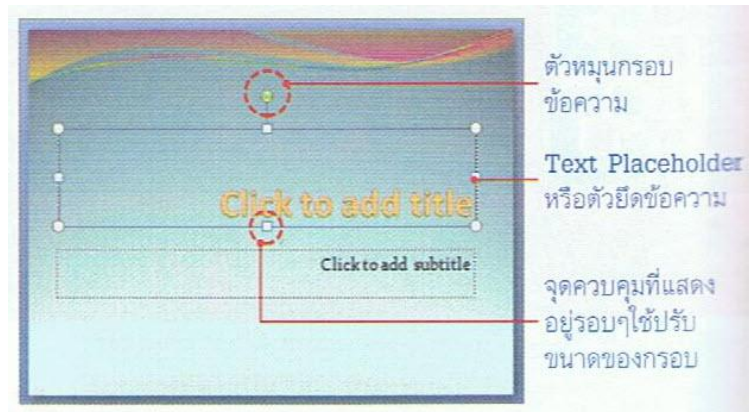 ตัวหมุนกรอบ
ข้อความ
Text Placeholder
หรือตัวยึดข้อความ
Click to add title
Click to add subtitle
จุดควบคุมที่แสดง
อยู่รอบๆใช้ปรับ
ขนาดของกรอบ